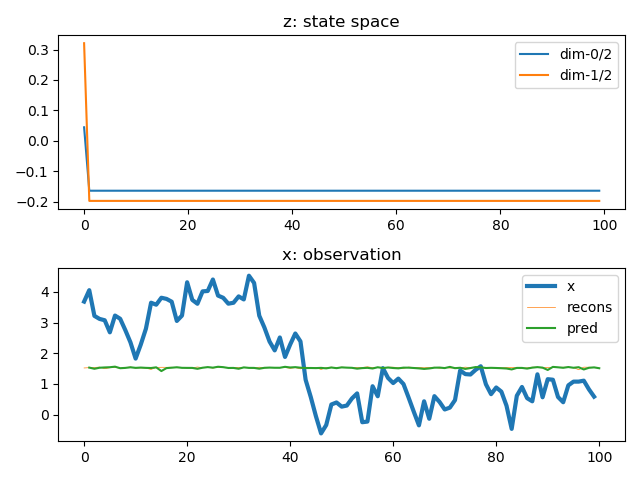 z: state space
0.3
0.2
0.1
0.0
−0.1
−0.2
dim-0/2
dim-1/2
0 20 40 60 80 100
x: observation
4
3
2
1
0
x
recons
pred
0 20 40 60 80 100